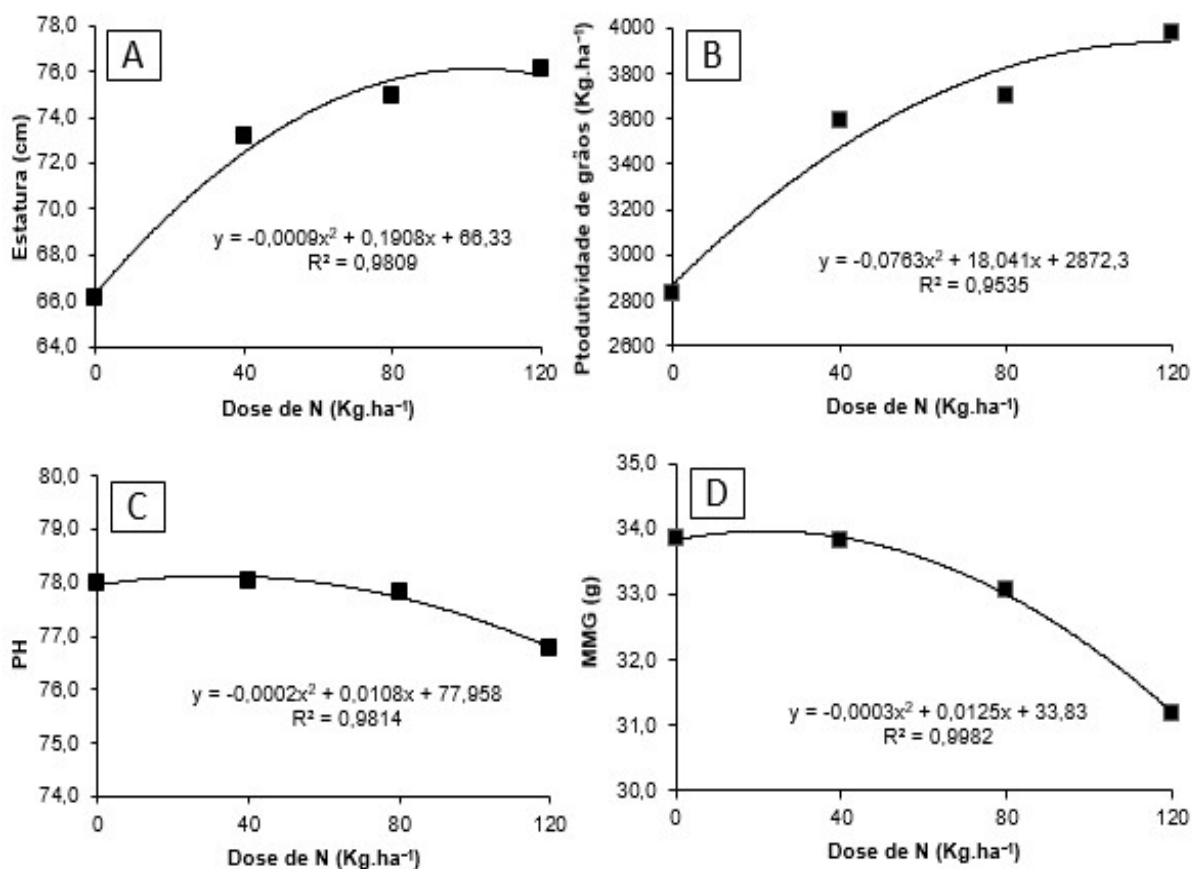 A
Estatura (cm)
78,0
76,0
74,0
72,0
70,0
68,0
66,0
64,0
y = -0,0009x² + 0,1908x + 66,33
R² = 0,9809
0 40 80 120
Dose de N (Kg.ha⁻¹)
B
Ptodutividade de grãos (Kg.ha⁻¹)
4000
3800
3600
3400
3200
3000
2800
2600
y = -0,0763x² + 18,041x + 2872,3
R² = 0,9535
0 40 80 120
Dose de N (Kg.ha⁻¹)
C
PH
80,0
79,0
78,0
77,0
76,0
75,0
74,0
y = -0,0002x² + 0,0108x + 77,958
R² = 0,9814
0 40 80 120
Dose de N (Kg.ha⁻¹)
D
MMG (g)
35,0
34,0
33,0
32,0
31,0
30,0
y = -0,0003x² + 0,0125x + 33,83
R² = 0,9982
0 40 80 120
Dose de N (Kg.ha⁻¹)